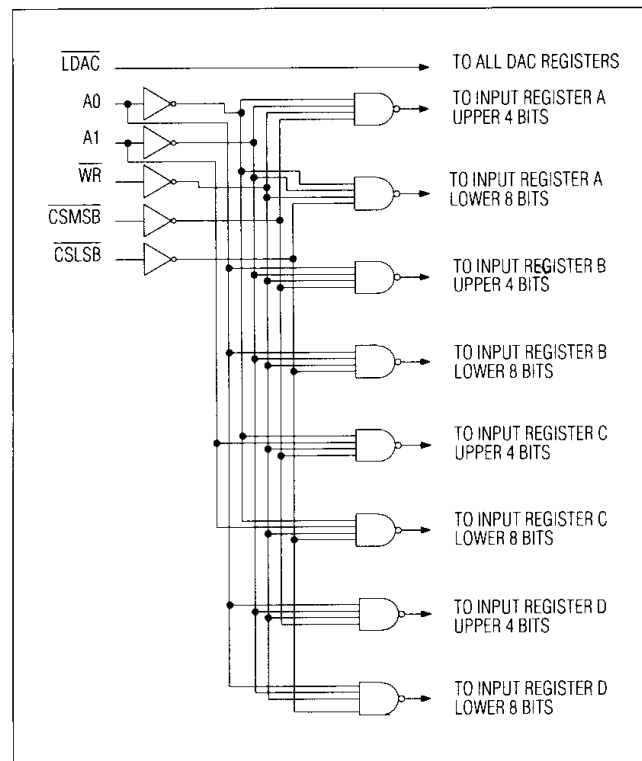 LDAC
TO ALL DAC REGISTERS
A0
TO INPUT REGISTER A
UPPER 4 BITS
A1
WR
TO INPUT REGISTER A
LOWER 8 BITS
CSMSB
CSLSB
TO INPUT REGISTER B
UPPER 4 BITS
TO INPUT REGISTER B
LOWER 8 BITS
TO INPUT REGISTER C
UPPER 4 BITS
TO INPUT REGISTER C
LOWER 8 BITS
TO INPUT REGISTER D
UPPER 4 BITS
TO INPUT REGISTER D
LOWER 8 BITS